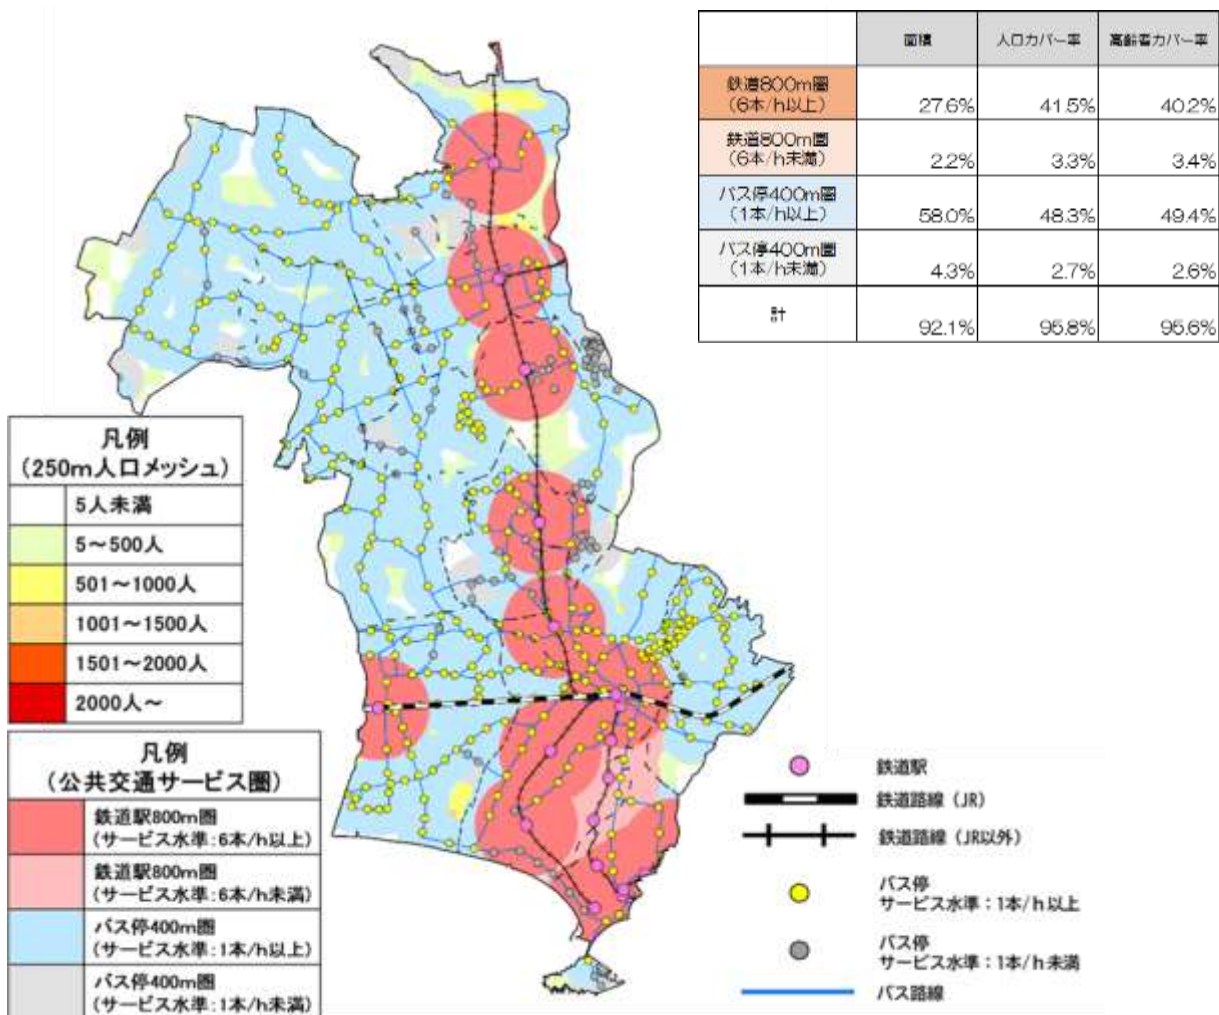 面積 人口カバー率 高齢者カバー率
鉄道800m圏
(6本/h以上) 27.6% 41.5% 40.2%
鉄道800m圏
(6本/h未満) 2.2% 3.3% 3.4%
バス停400m圏
(1本/h以上) 58.0% 48.3% 49.4%
バス停400m圏
(1本/h未満) 4.3% 2.7% 2.6%
計 92.1% 95.8% 95.6%
凡例
(250m人口メッシュ)
5人未満
5～500人
501～1000人
1001～1500人
1501～2000人
2000人～
凡例
(公共交通サービス圏)
鉄道駅800m圏
(サービス水準:6本/h以上)
鉄道駅800m圏
(サービス水準:6本/h未満)
バス停400m圏
(サービス水準:1本/h以上)
バス停400m圏
(サービス水準:1本/h未満)
鉄道駅
鉄道路線（JR）
鉄道路線（JR以外）
バス停
サービス水準：1本/h以上
バス停
サービス水準：1本/h未満
バス路線